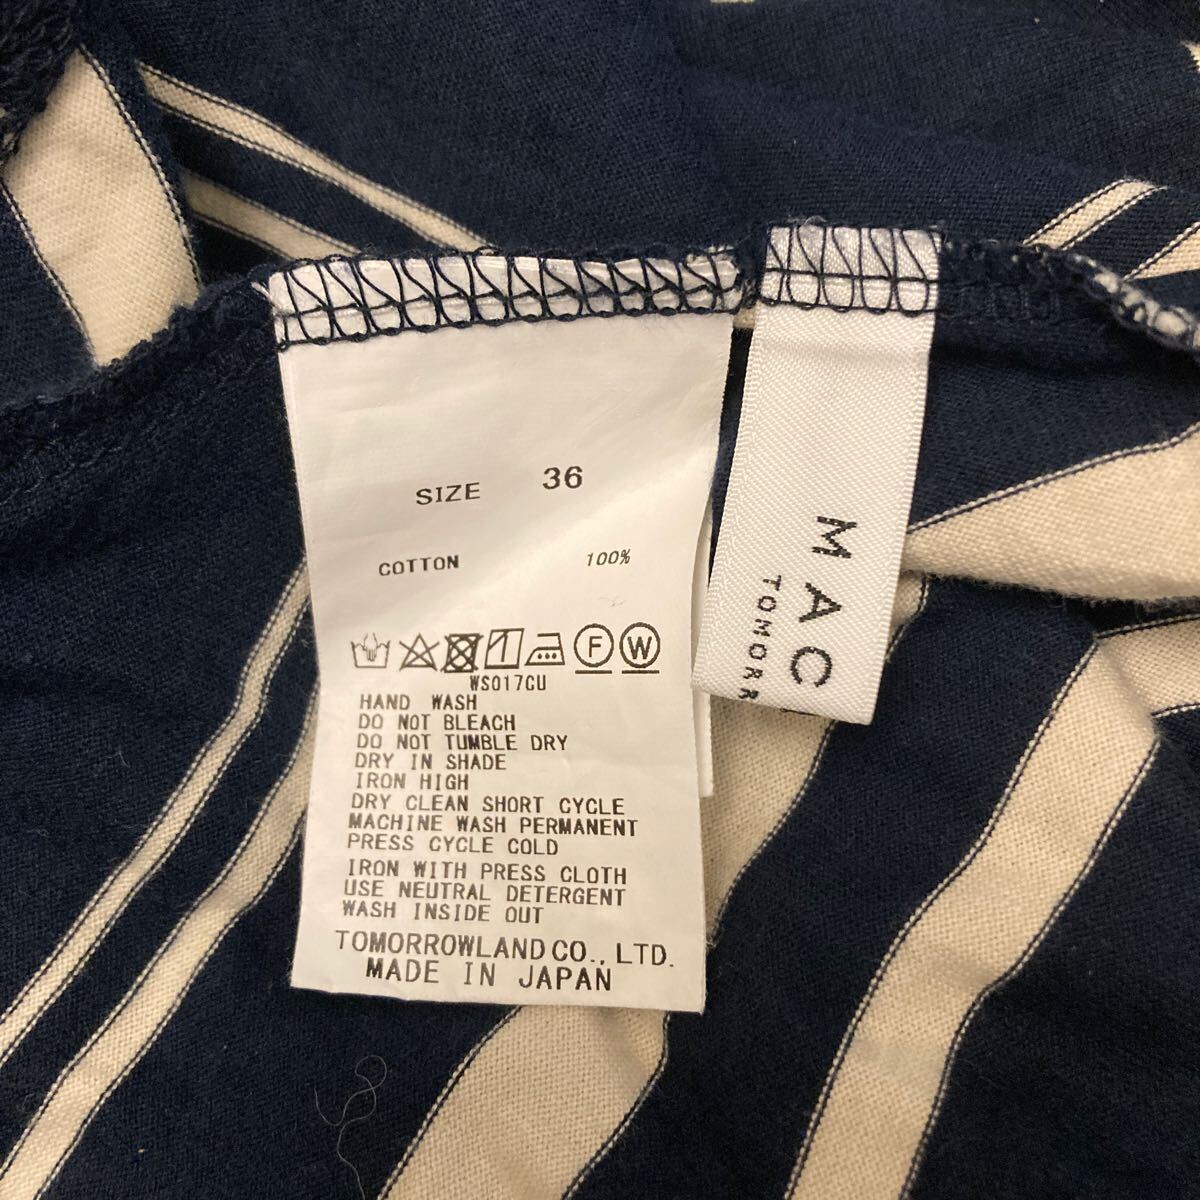 SIZE 36
COTTON 100%
F W
WS017CU
HAND WASH
DO NOT BLEACH
DO NOT TUMBLE DRY
DRY IN SHADE
IRON HIGH
DRY CLEAN SHORT CYCLE
MACHINE WASH PERMANENT
PRESS CYCLE COLD
IRON WITH PRESS CLOTH
USE NEUTRAL DETERGENT
WASH INSIDE OUT
TOMORROWLAND CO., LTD.
MADE IN JAPAN
MAC
TOMORR